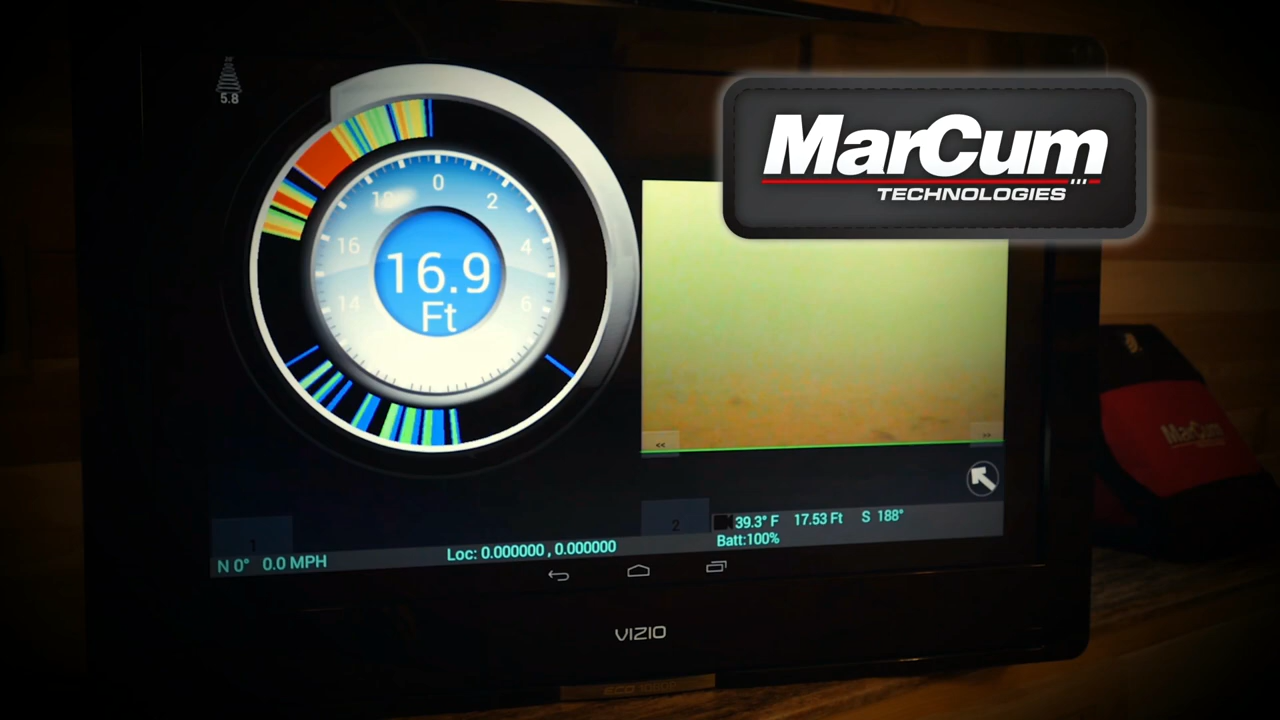 5.8
MarCum
TECHNOLOGIES
0
2
4
6
14
16
18
16.9
Ft
<<
>>
1
2
39.3° F 17.53 Ft S 188°
Batt:100%
N 0° 0.0 MPH
Loc: 0.000000 , 0.000000
VIZIO
MarCum